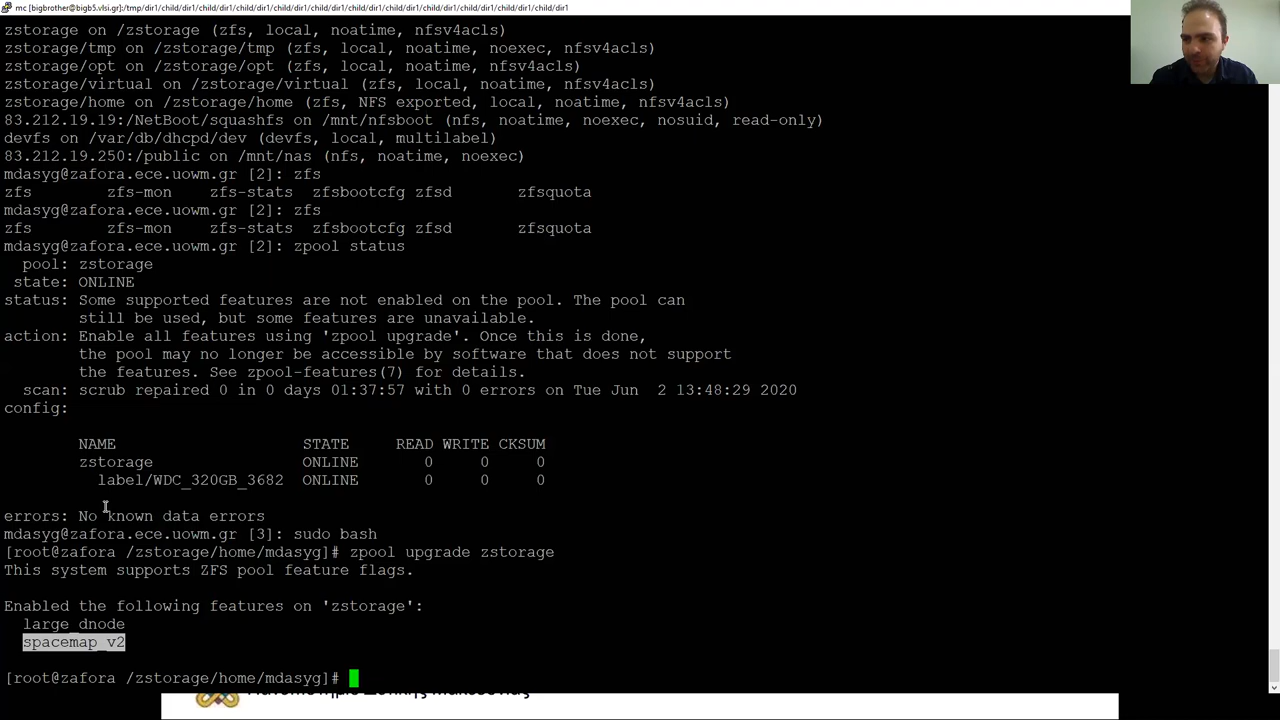 mc [bigbrother@bigb5.vlsi.gr]:/tmp/dir1/child/child/dir1/child/child/dir1/child/child/dir1/child/child/dir1/child/child/dir1
zstorage on /zstorage (zfs, local, noatime, nfsv4acls)
zstorage/tmp on /zstorage/tmp (zfs, local, noatime, noexec, nfsv4acls)
zstorage/opt on /zstorage/opt (zfs, local, noatime, nfsv4acls)
zstorage/virtual on /zstorage/virtual (zfs, local, noatime, nfsv4acls)
zstorage/home on /zstorage/home (zfs, NFS exported, local, noatime, nfsv4acls)
83.212.19.19:/NetBoot/squashfs on /mnt/nfsboot (nfs, noatime, noexec, nosuid, read-only)
devfs on /var/db/dhcpd/dev (devfs, local, multilabel)
83.212.19.250:/public on /mnt/nas (nfs, noatime, noexec)
mdasyg@zafora.ece.uowm.gr [2]: zfs
zfs zfs-mon zfs-stats zfsbootcfg zfsd zfsquota
mdasyg@zafora.ece.uowm.gr [2]: zfs
zfs zfs-mon zfs-stats zfsbootcfg zfsd zfsquota
mdasyg@zafora.ece.uowm.gr [2]: zpool status
pool: zstorage
state: ONLINE
status: Some supported features are not enabled on the pool. The pool can
still be used, but some features are unavailable.
action: Enable all features using 'zpool upgrade'. Once this is done,
the pool may no longer be accessible by software that does not support
the features. See zpool-features(7) for details.
scan: scrub repaired 0 in 0 days 01:37:57 with 0 errors on Tue Jun 2 13:48:29 2020
config:
NAME STATE READ WRITE CKSUM
zstorage ONLINE 0 0 0
label/WDC_320GB_3682 ONLINE 0 0 0
errors: No known data errors
mdasyg@zafora.ece.uowm.gr [3]: sudo bash
[root@zafora /zstorage/home/mdasyg]# zpool upgrade zstorage
This system supports ZFS pool feature flags.
Enabled the following features on 'zstorage':
large_dnode
spacemap_v2
[root@zafora /zstorage/home/mdasyg]#
Πανεπιστήμιο Δυτικής Μακεδονίας